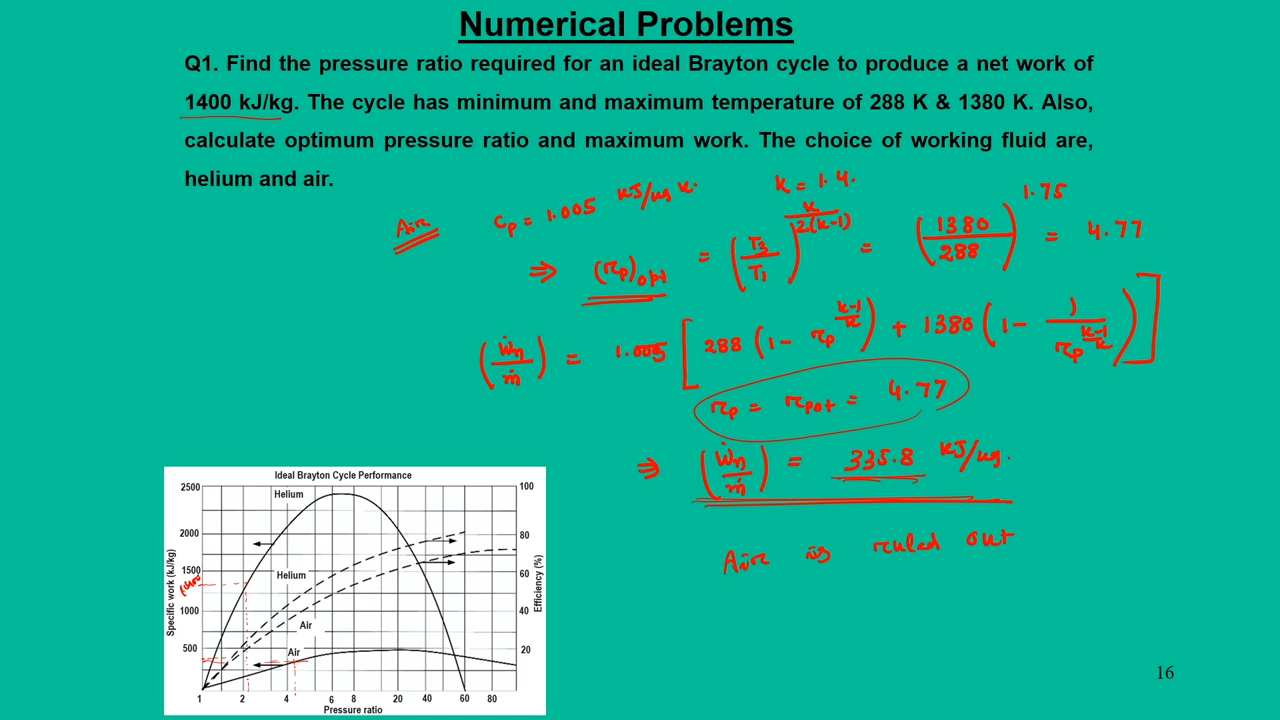 Numerical Problems
Q1. Find the pressure ratio required for an ideal Brayton cycle to produce a net work of
1400 kJ/kg. The cycle has minimum and maximum temperature of 288 K & 1380 K. Also,
calculate optimum pressure ratio and maximum work. The choice of working fluid are,
helium and air.
Air Cp = 1.005 kJ/kg K. k = 1.4.
⇒ (rp)opt = (T3/T1)^(k/2(k-1)) = (1380/288)^1.75 = 4.77
(Ẇn/ṁ) = 1.005 [288 (1 - rp^(k-1/k)) + 1380 (1 - 1/rp^(k-1/k))]
rp = rpot = 4.77
⇒ (Ẇn/ṁ) = 335.8 kJ/kg.
Air is ruled out
Ideal Brayton Cycle Performance
2500
2000
1500
1400
1000
500
Specific work (kJ/kg)
Helium
Helium
Air
Air
100
80
60
40
20
Efficiency (%)
1 2 4 6 8 20 40 60 80
Pressure ratio
16